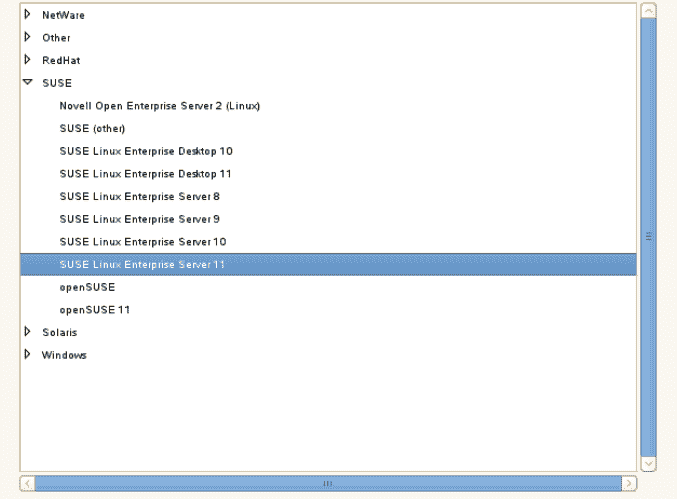 NetWare
Other
RedHat
SUSE
Novell Open Enterprise Server 2 (Linux)
SUSE (other)
SUSE Linux Enterprise Desktop 10
SUSE Linux Enterprise Desktop 11
SUSE Linux Enterprise Server 8
SUSE Linux Enterprise Server 9
SUSE Linux Enterprise Server 10
SUSE Linux Enterprise Server 11
openSUSE
openSUSE 11
Solaris
Windows